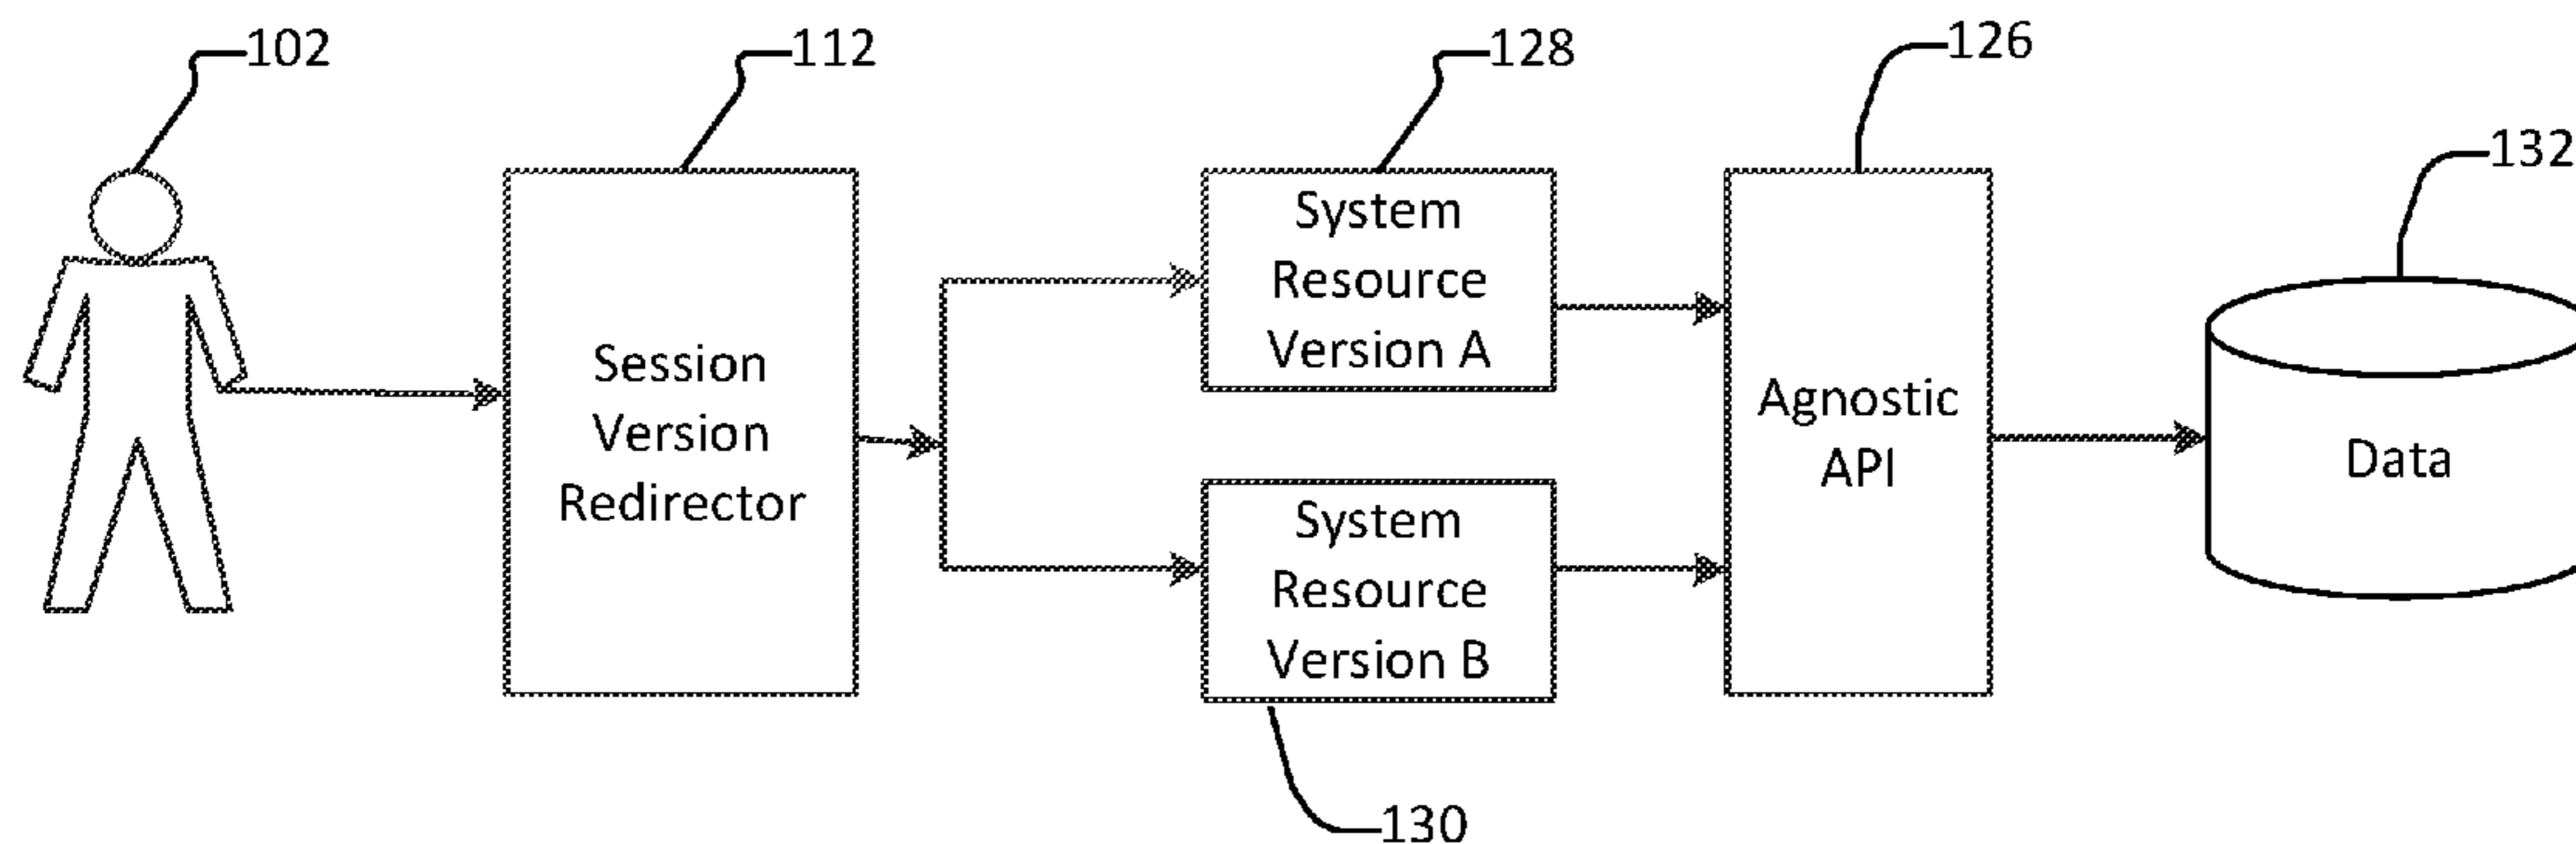 102
112
128
126
132
Session
Version
Redirector
System
Resource
Version A
System
Resource
Version B
Agnostic
API
Data
130